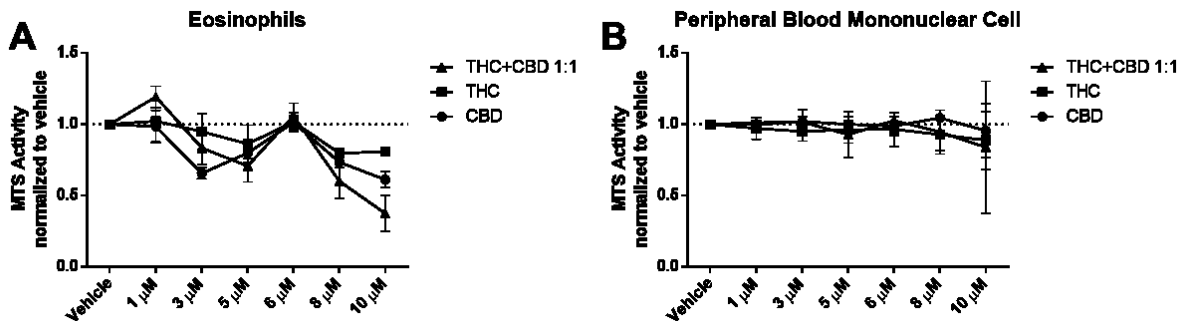 A
Eosinophils
MTS Activity
normalized to vehicle
1.5
1.0
0.5
0.0
Vehicle
1 µM
3 µM
5 µM
6 µM
8 µM
10 µM
THC+CBD 1:1
THC
CBD
B
Peripheral Blood Mononuclear Cell
MTS Activity
normalized to vehicle
1.5
1.0
0.5
0.0
Vehicle
1 µM
3 µM
5 µM
6 µM
8 µM
10 µM
THC+CBD 1:1
THC
CBD